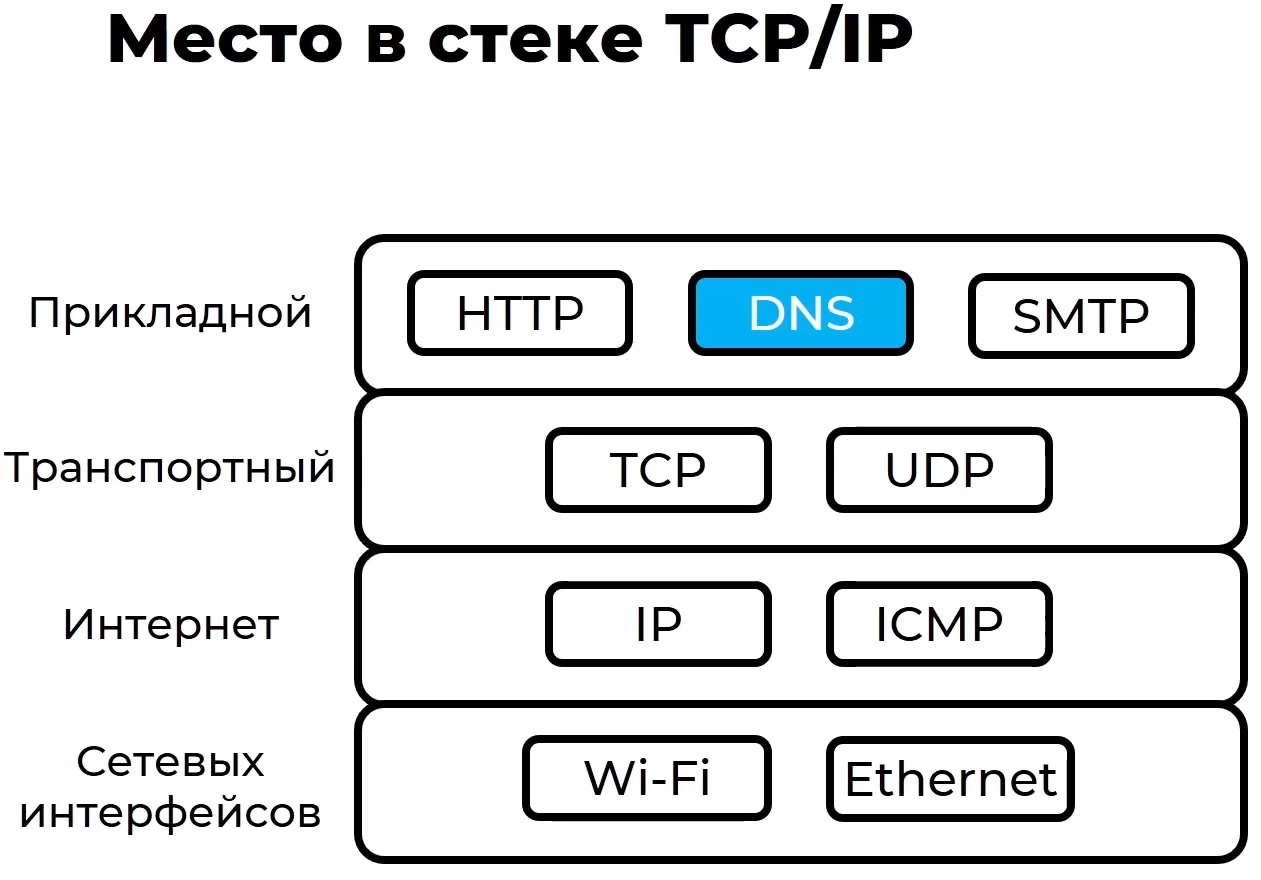 Место в стеке TCP/IP
Прикладной
HTTP
DNS
SMTP
Транспортный
TCP
UDP
Интернет
IP
ICMP
Сетевых
интерфейсов
Wi-Fi
Ethernet